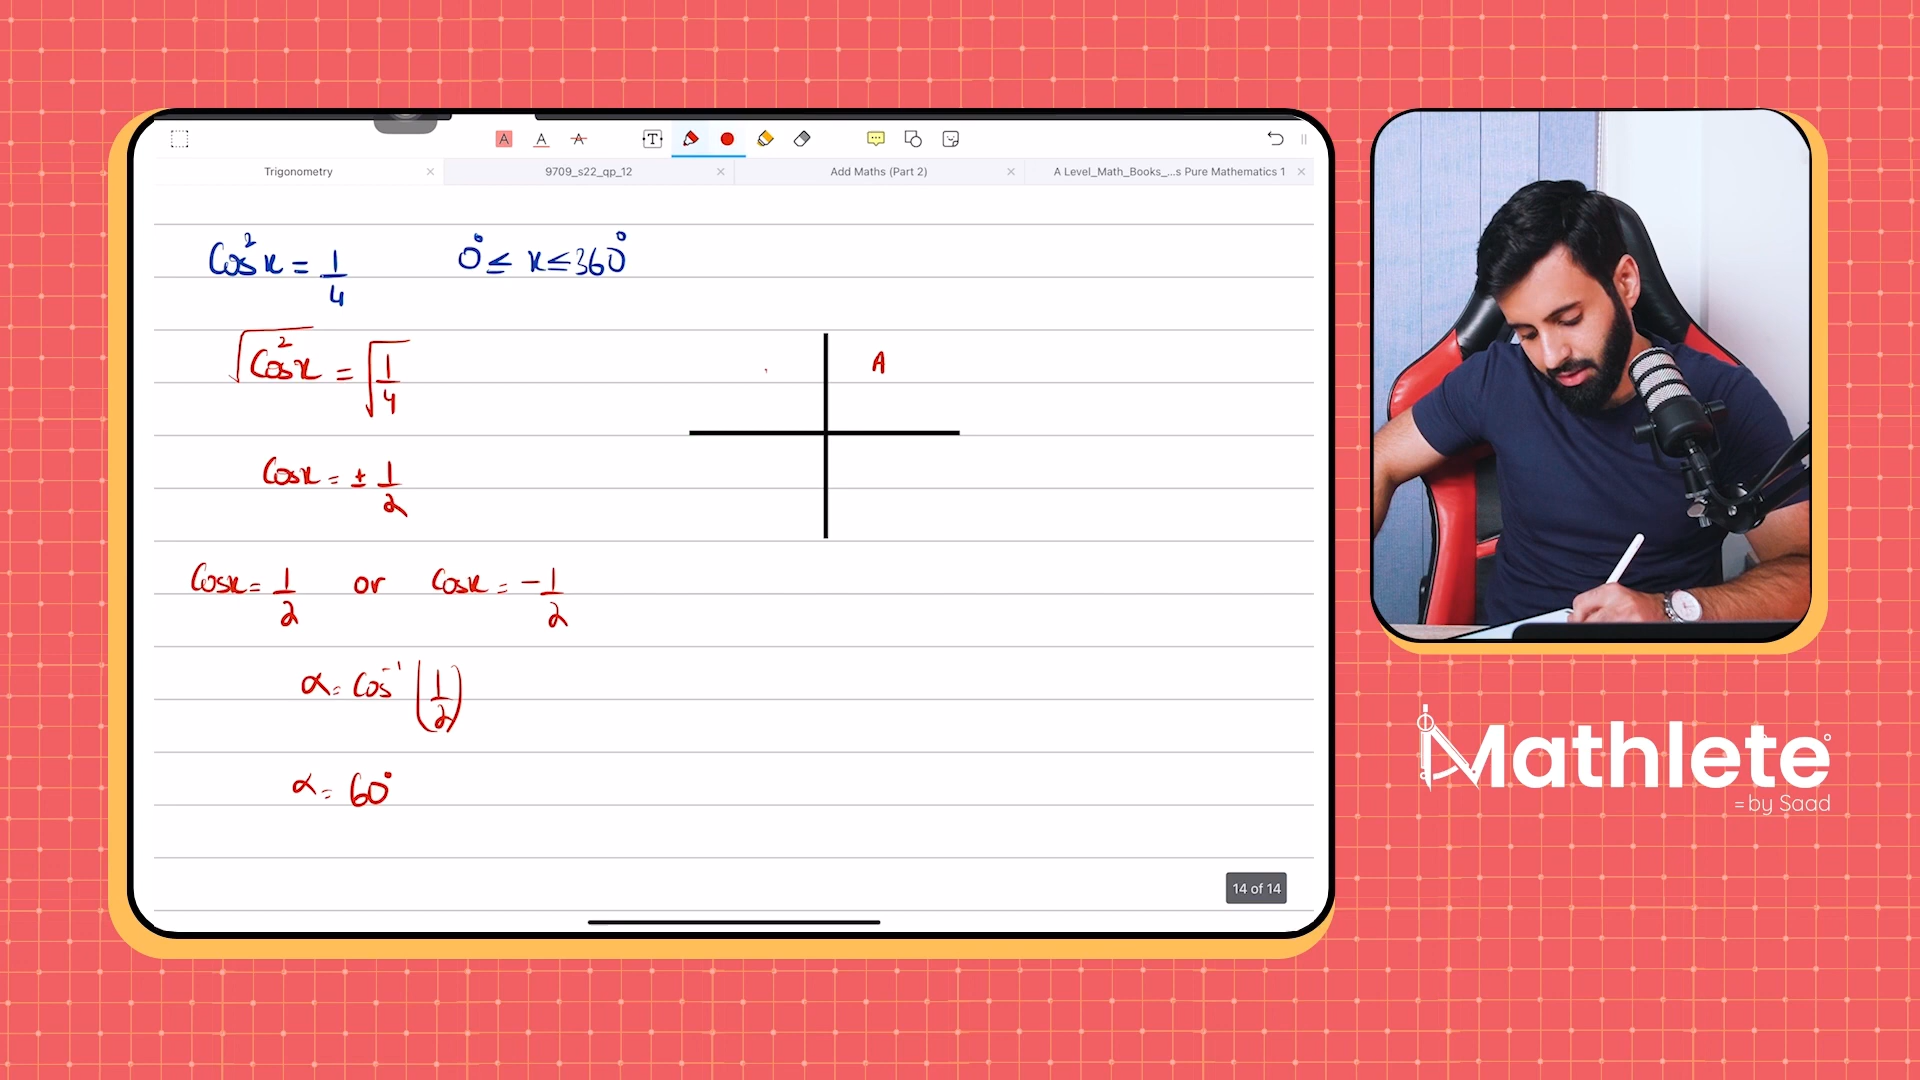 A A A T
Trigonometry 9709_s22_qp_12 Add Maths (Part 2) A Level_Math_Books_...s Pure Mathematics 1
Cos²x = 1/4 0° ≤ x ≤ 360°
√Cos²x = √1/4
A
Cosx = ± 1/2
Cosx = 1/2 or Cosx = -1/2
α = Cos⁻¹(1/2)
α = 60°
14 of 14
Mathlete
=by Saad